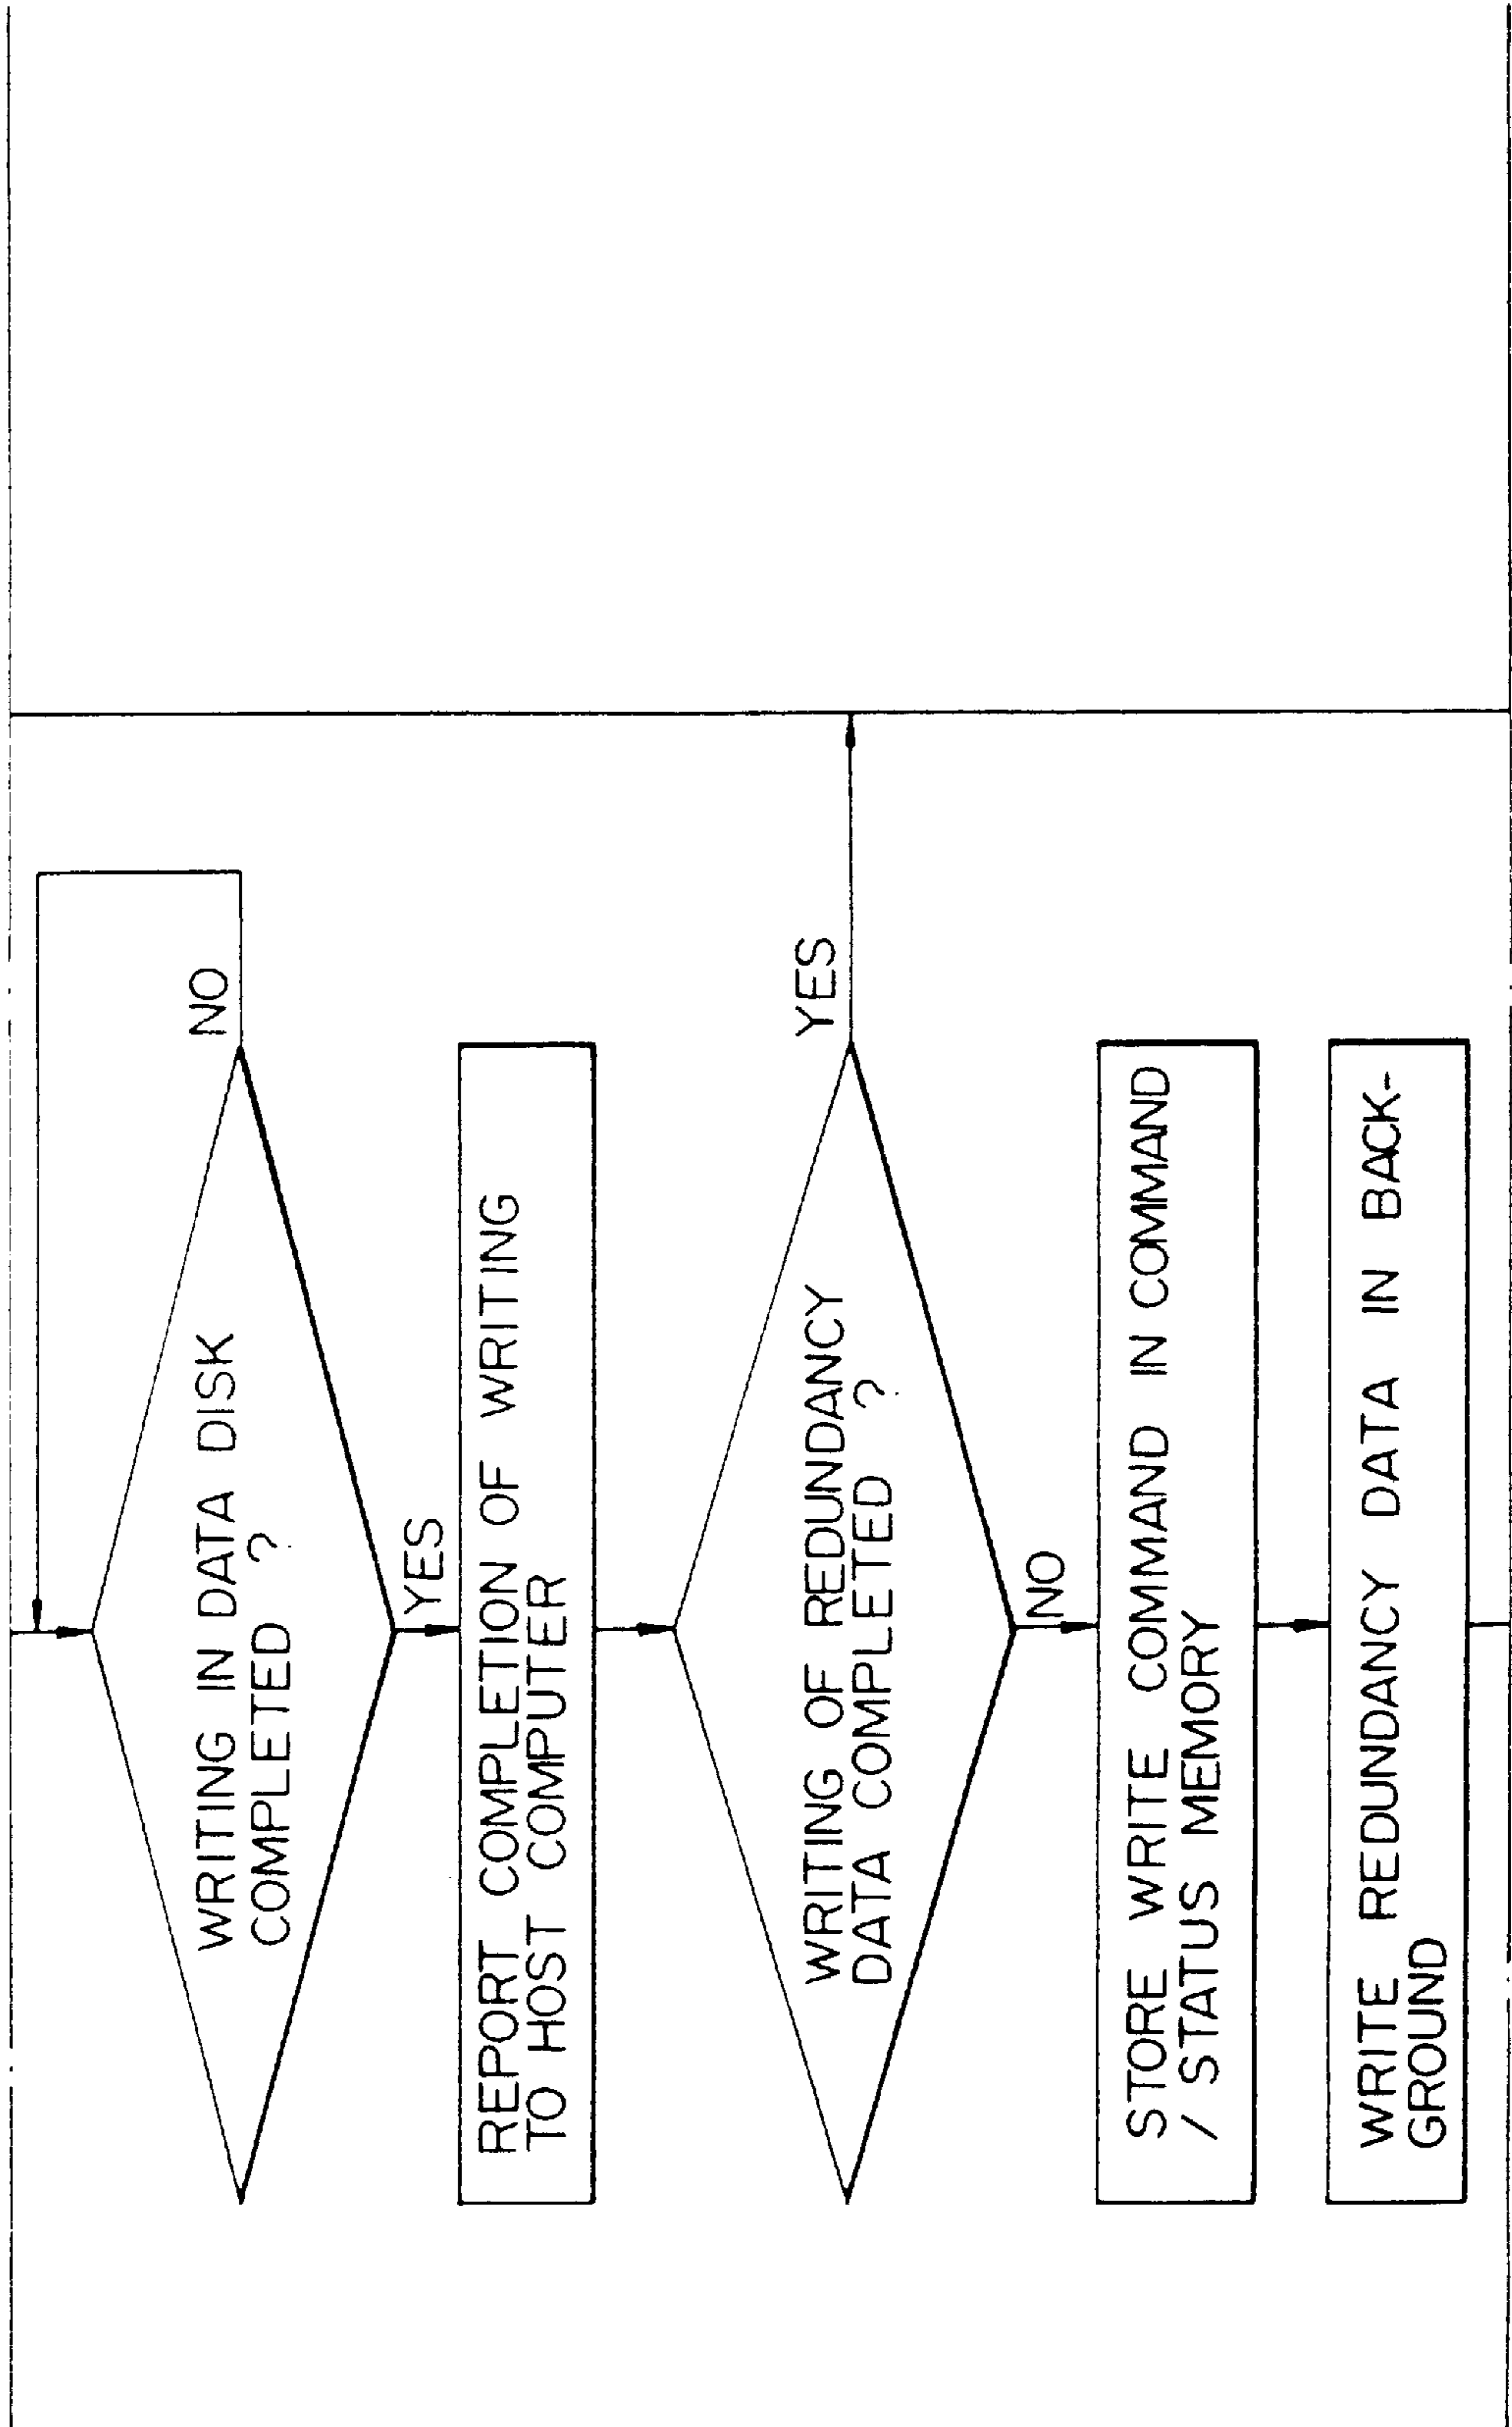 WRITING IN DATA DISK
COMPLETED ?
NO
YES
REPORT COMPLETION OF WRITING
TO HOST COMPUTER
WRITING OF REDUNDANCY
DATA COMPLETED ?
YES
NO
STORE WRITE COMMAND IN COMMAND
/ STATUS MEMORY
WRITE REDUNDANCY DATA IN BACK-
GROUND